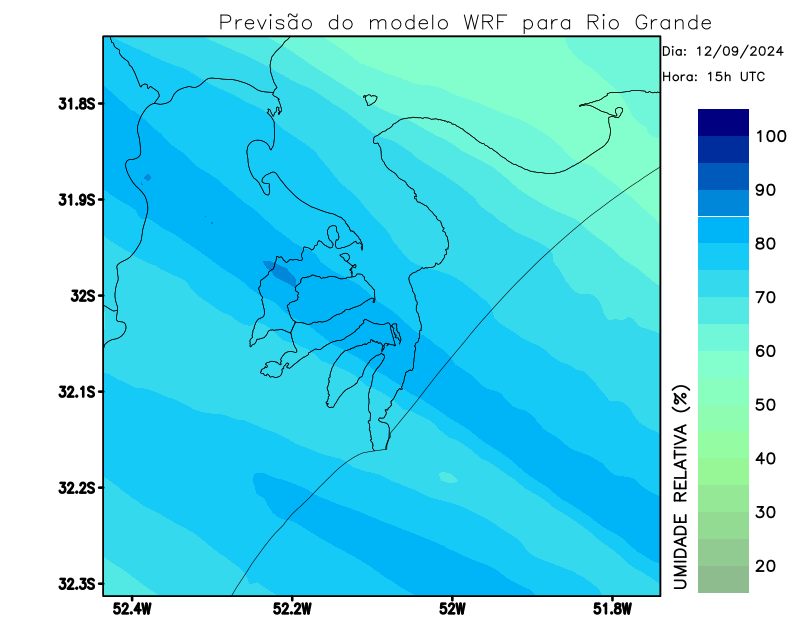 Previsão do modelo WRF para Rio Grande
Dia: 12/09/2024
Hora: 15h UTC
31.8S
31.9S
32S
32.1S
32.2S
32.3S
52.4W
52.2W
52W
51.8W
100
90
80
70
60
50
40
30
20
UMIDADE RELATIVA (%)